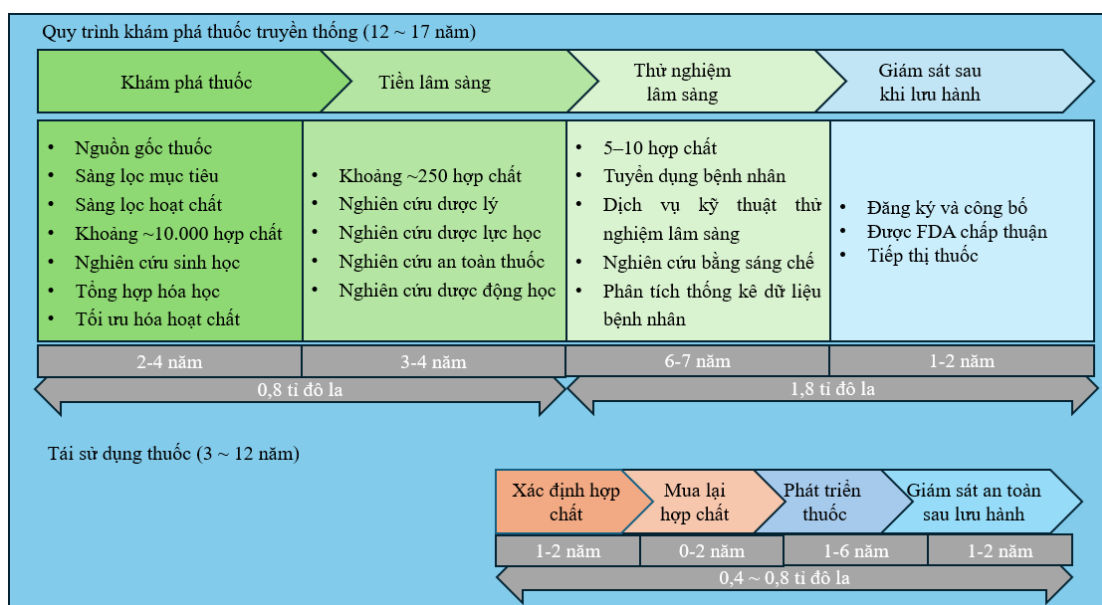 Quy trình khám phá thuốc truyền thống (12 ~ 17 năm)
Khám phá thuốc
Tiền lâm sàng
Thử nghiệm
lâm sàng
Giám sát sau
khi lưu hành
• Nguồn gốc thuốc
• Sàng lọc mục tiêu
• Sàng lọc hoạt chất
• Khoảng ~10.000 hợp chất
• Nghiên cứu sinh học
• Tổng hợp hóa học
• Tối ưu hóa hoạt chất
• Khoảng ~250 hợp chất
• Nghiên cứu dược lý
• Nghiên cứu dược lực học
• Nghiên cứu an toàn thuốc
• Nghiên cứu dược động học
• 5–10 hợp chất
• Tuyển dụng bệnh nhân
• Dịch vụ kỹ thuật thử
nghiệm lâm sàng
• Nghiên cứu bằng sáng chế
• Phân tích thống kê dữ liệu
bệnh nhân
• Đăng ký và công bố
• Được FDA chấp thuận
• Tiếp thị thuốc
2-4 năm
3-4 năm
6-7 năm
1-2 năm
0,8 tỉ đô la
1,8 tỉ đô la
Tái sử dụng thuốc (3 ~ 12 năm)
Xác định hợp
chất
Mua lại
hợp chất
Phát triển
thuốc
Giám sát an toàn
sau lưu hành
1-2 năm
0-2 năm
1-6 năm
1-2 năm
0,4 ~ 0,8 tỉ đô la